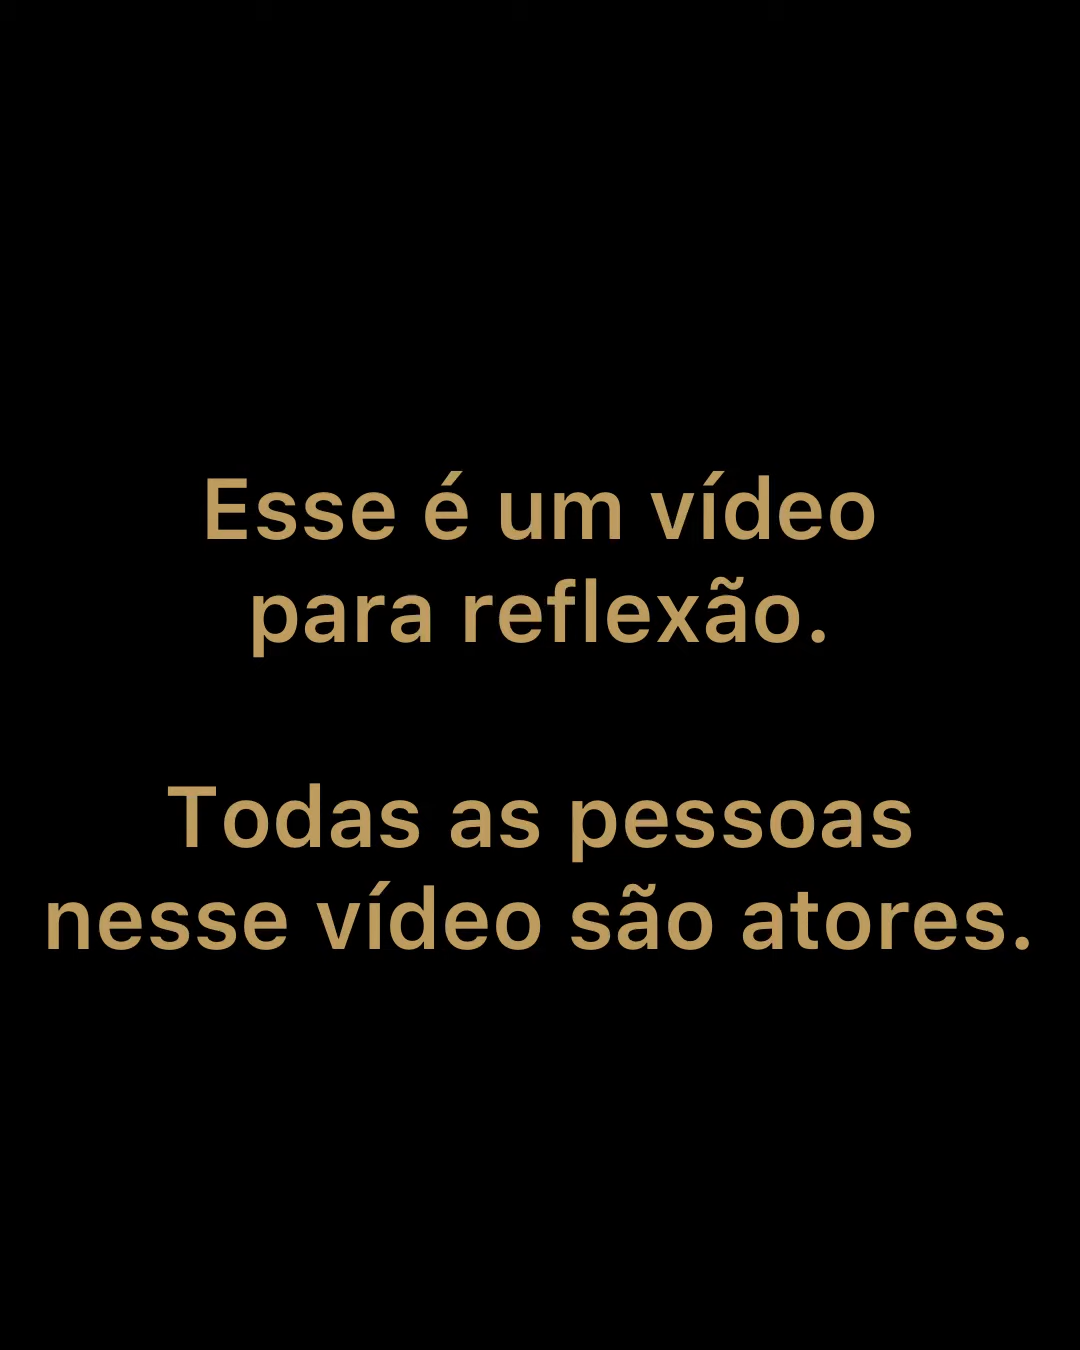 Esse é um vídeo
para reflexão.
Todas as pessoas
nesse vídeo são atores.